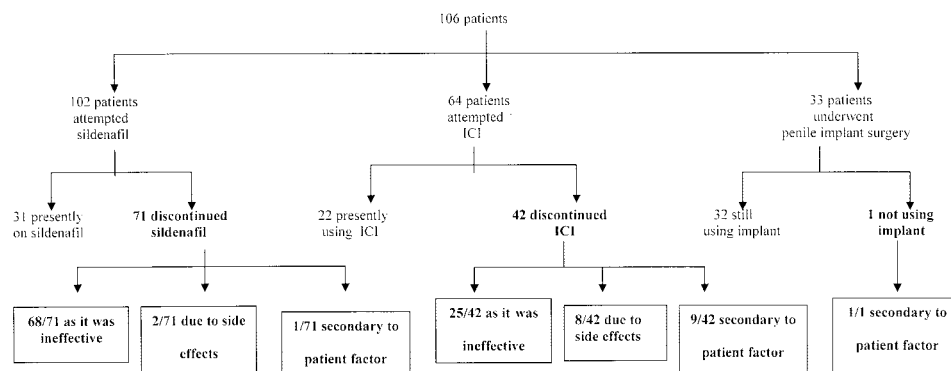 106 patients
102 patients
attempted
sildenafil
64 patients
attempted
ICI
33 patients
underwent
penile implant surgery
31 presently
on sildenafil
71 discontinued
sildenafil
22 presently
using ICI
42 discontinued
ICI
32 still
using implant
1 not using
implant
68/71 as it was
ineffective
2/71 due to side
effects
1/71 secondary to
patient factor
25/42 as it was
ineffective
8/42 due to
side effects
9/42 secondary to
patient factor
1/1 secondary to
patient factor